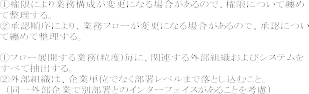 ①権限により業務構成が変更になる場合があるので、権限について纏め
て整理する。
②承認順序により、業務フローが変更になる場合があるので、承認につい
て纏めて整理する。
①フロー展開する業務(粒度)毎に、関連する外部組織およびシステムを
すべて抽出する。
②外部組織は、企業単位でなく部署レベルまで落とし込むこと。
(同一外部企業で別部署とのインターフェイスがあることを考慮)